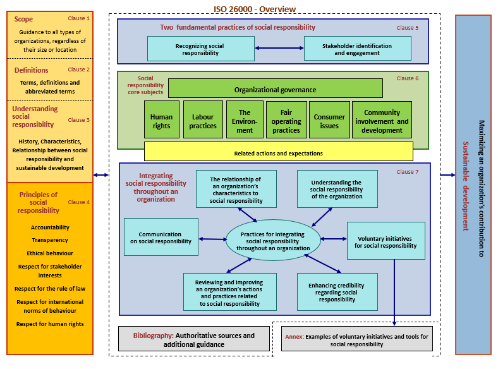 ISO 26000 - Overview
Scope Clause 1
Guidance to all types of
organizations, regardless of
their size or location
Definitions Clause 2
Terms, definitions and
abbreviated terms
Understanding
social
responsibility
Clause 3
History, Characteristics,
Relationship between social
responsibility and
sustainable development
Principles of
social
responsibility
Clause 4
Accountability
Transparency
Ethical behaviour
Respect for stakeholder
interests
Respect for the rule of law
Respect for international
norms of behaviour
Respect for human rights
Two fundamental practices of social responsibility
Clause 5
Recognizing social
responsibility
Stakeholder identification
and engagement
Social
responsibility
core subjects
Clause 6
Organizational governance
Human
rights
Labour
practices
The
Environ-
ment
Fair
operating
practices
Consumer
issues
Community
involvement and
development
Related actions and expectations
Integrating
social responsibility
throughout an
organization
Clause 7
The relationship of
an organization's
characteristics to
social responsibility
Understanding the
social responsibility
of the organization
Communication
on social responsibility
Practices for integrating
social responsibility
throughout an organization
Voluntary initiatives
for social responsibility
Reviewing and improving
an organization's actions
and practices related
to social responsibility
Enhancing credibility
regarding social
responsibility
Bibliography: Authoritative sources and
additional guidance
Annex: Examples of voluntary initiatives and tools for
social responsibility
Maximizing an organization's contribution to
Sustainable development